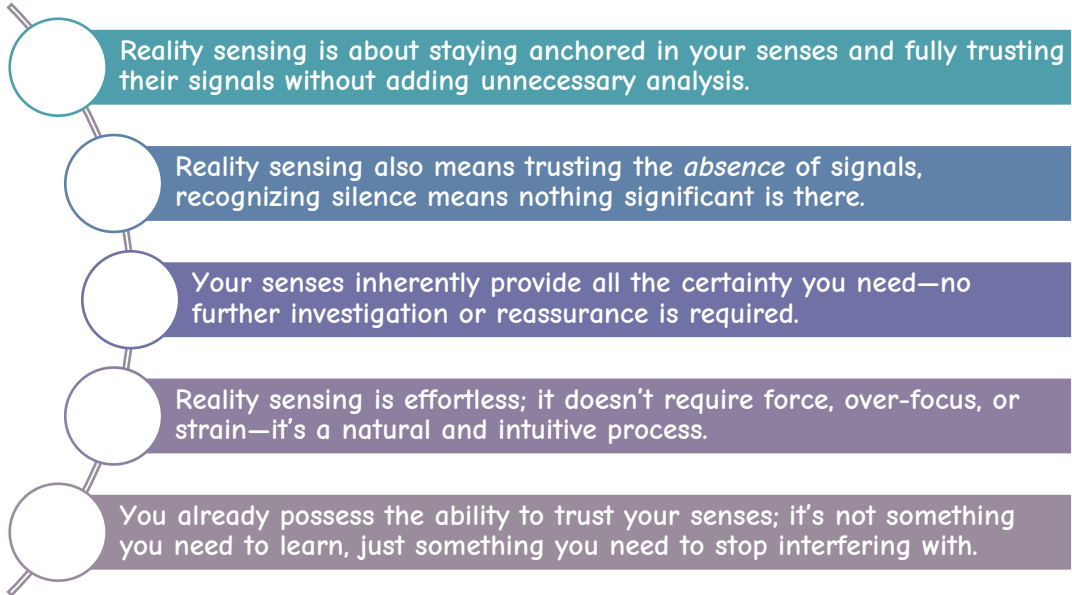 Reality sensing is about staying anchored in your senses and fully trusting
their signals without adding unnecessary analysis.
Reality sensing also means trusting the absence of signals,
recognizing silence means nothing significant is there.
Your senses inherently provide all the certainty you need—no
further investigation or reassurance is required.
Reality sensing is effortless; it doesn't require force, over-focus, or
strain—it's a natural and intuitive process.
You already possess the ability to trust your senses; it's not something
you need to learn, just something you need to stop interfering with.